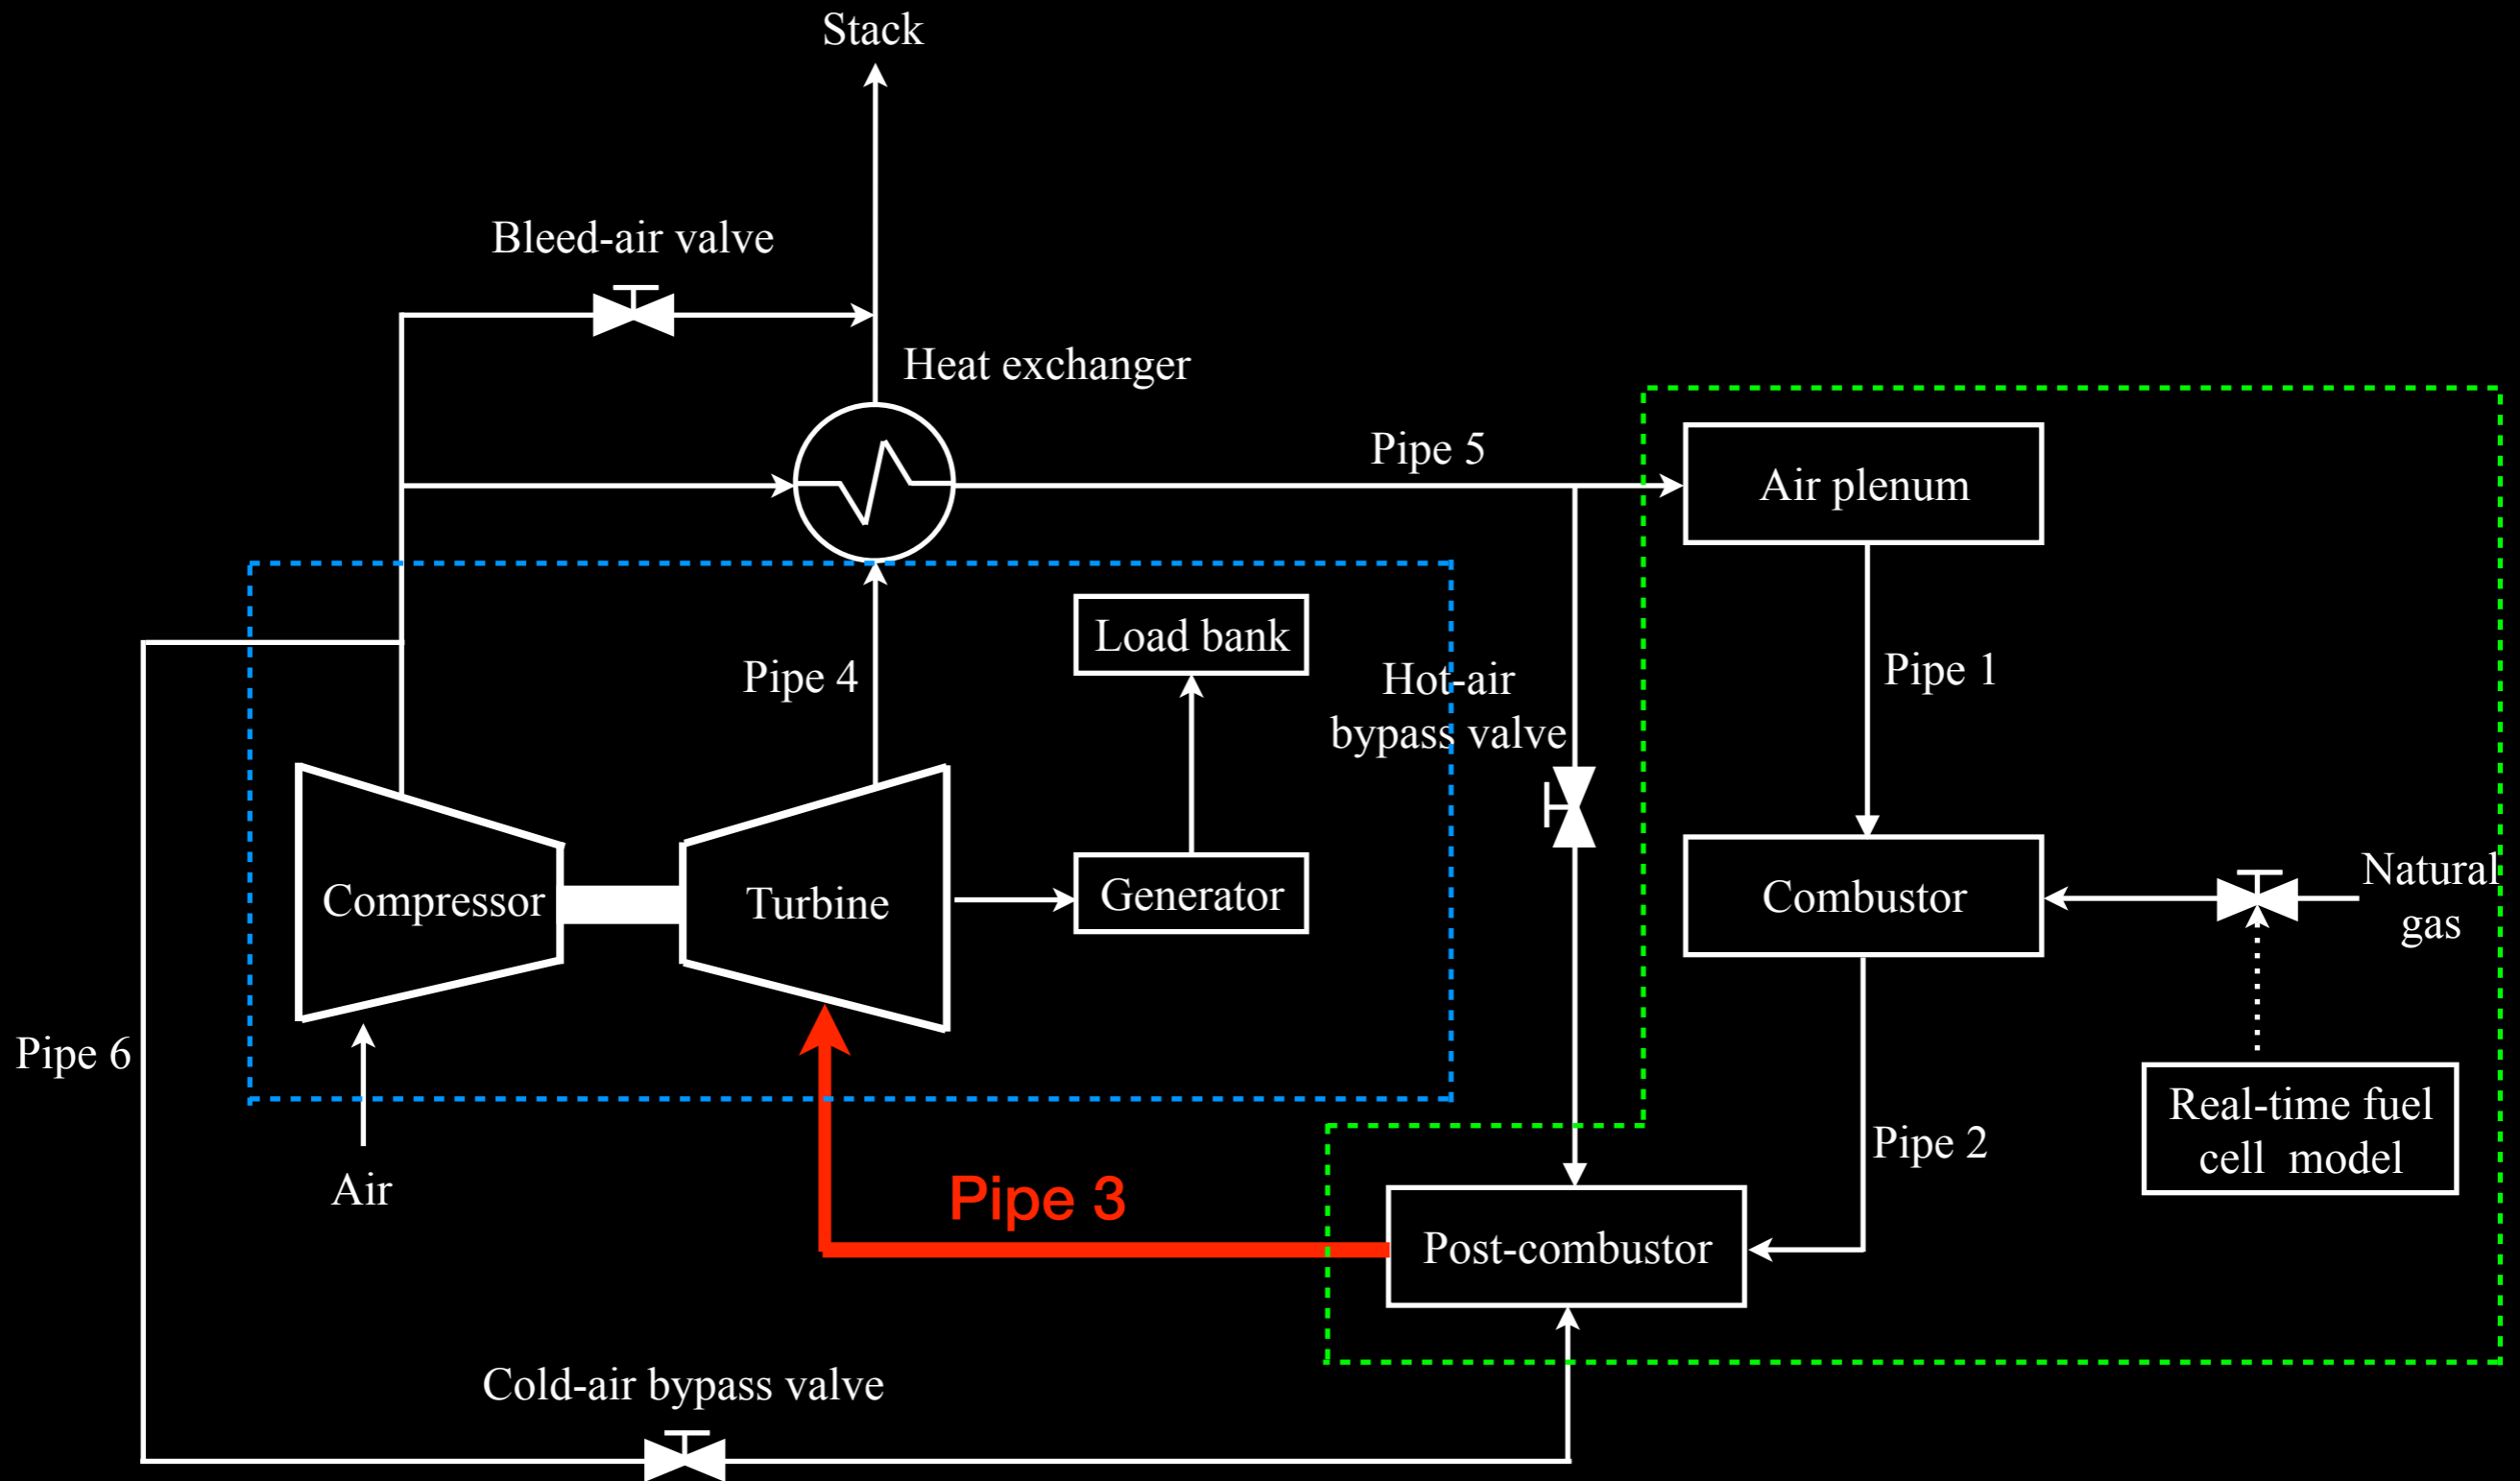 Stack
Bleed-air valve
Heat exchanger
Pipe 5
Air plenum
Load bank
Pipe 4
Hot-air
bypass valve
Pipe 1
Compressor
Turbine
Generator
Combustor
Natural
gas
Pipe 6
Air
Pipe 3
Pipe 2
Real-time fuel
cell model
Post-combustor
Cold-air bypass valve